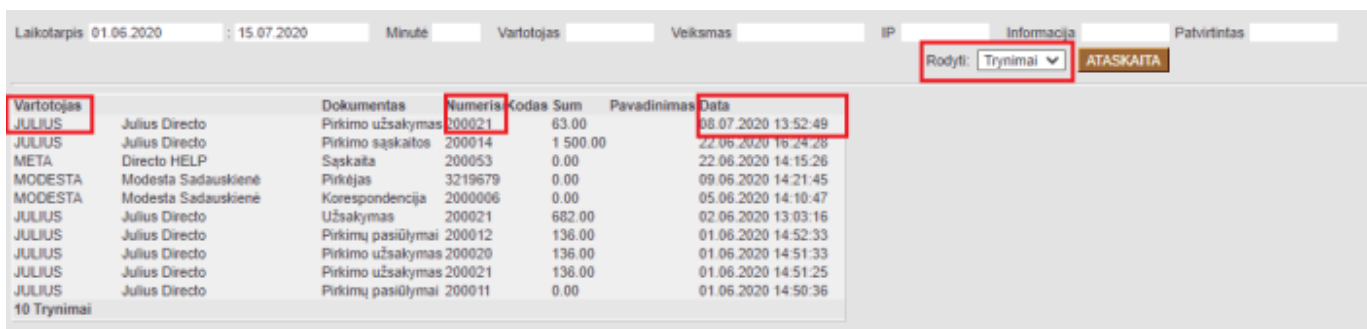 Laikotarpis 01.06.2020 : 15.07.2020 Minutė Vartotojas Veiksmas IP Informacija Patvirtintas
Rodyti: Trynimai ATASKAITA
Vartotojas Dokumentas Numeris/Kodas Sum Pavadinimas Data
JULIUS Julius Directo Pirkimo užsakymas 200021 63.00 08.07.2020 13:52:49
JULIUS Julius Directo Pirkimo sąskaitos 200014 1 500.00 22.06.2020 16:24:28
META Directo HELP Sąskaita 200053 0.00 22.06.2020 14:15:26
MODESTA Modesta Sadauskienė Pirkėjas 3219679 0.00 09.06.2020 14:21:45
MODESTA Modesta Sadauskienė Korespondencija 2000006 0.00 05.06.2020 14:10:47
JULIUS Julius Directo Užsakymas 200021 682.00 02.06.2020 13:03:16
JULIUS Julius Directo Pirkimų pasiūlymai 200012 136.00 01.06.2020 14:52:33
JULIUS Julius Directo Pirkimo užsakymas 200020 136.00 01.06.2020 14:51:33
JULIUS Julius Directo Pirkimo užsakymas 200021 136.00 01.06.2020 14:51:25
JULIUS Julius Directo Pirkimų pasiūlymai 200011 0.00 01.06.2020 14:50:36
10 Trynimai